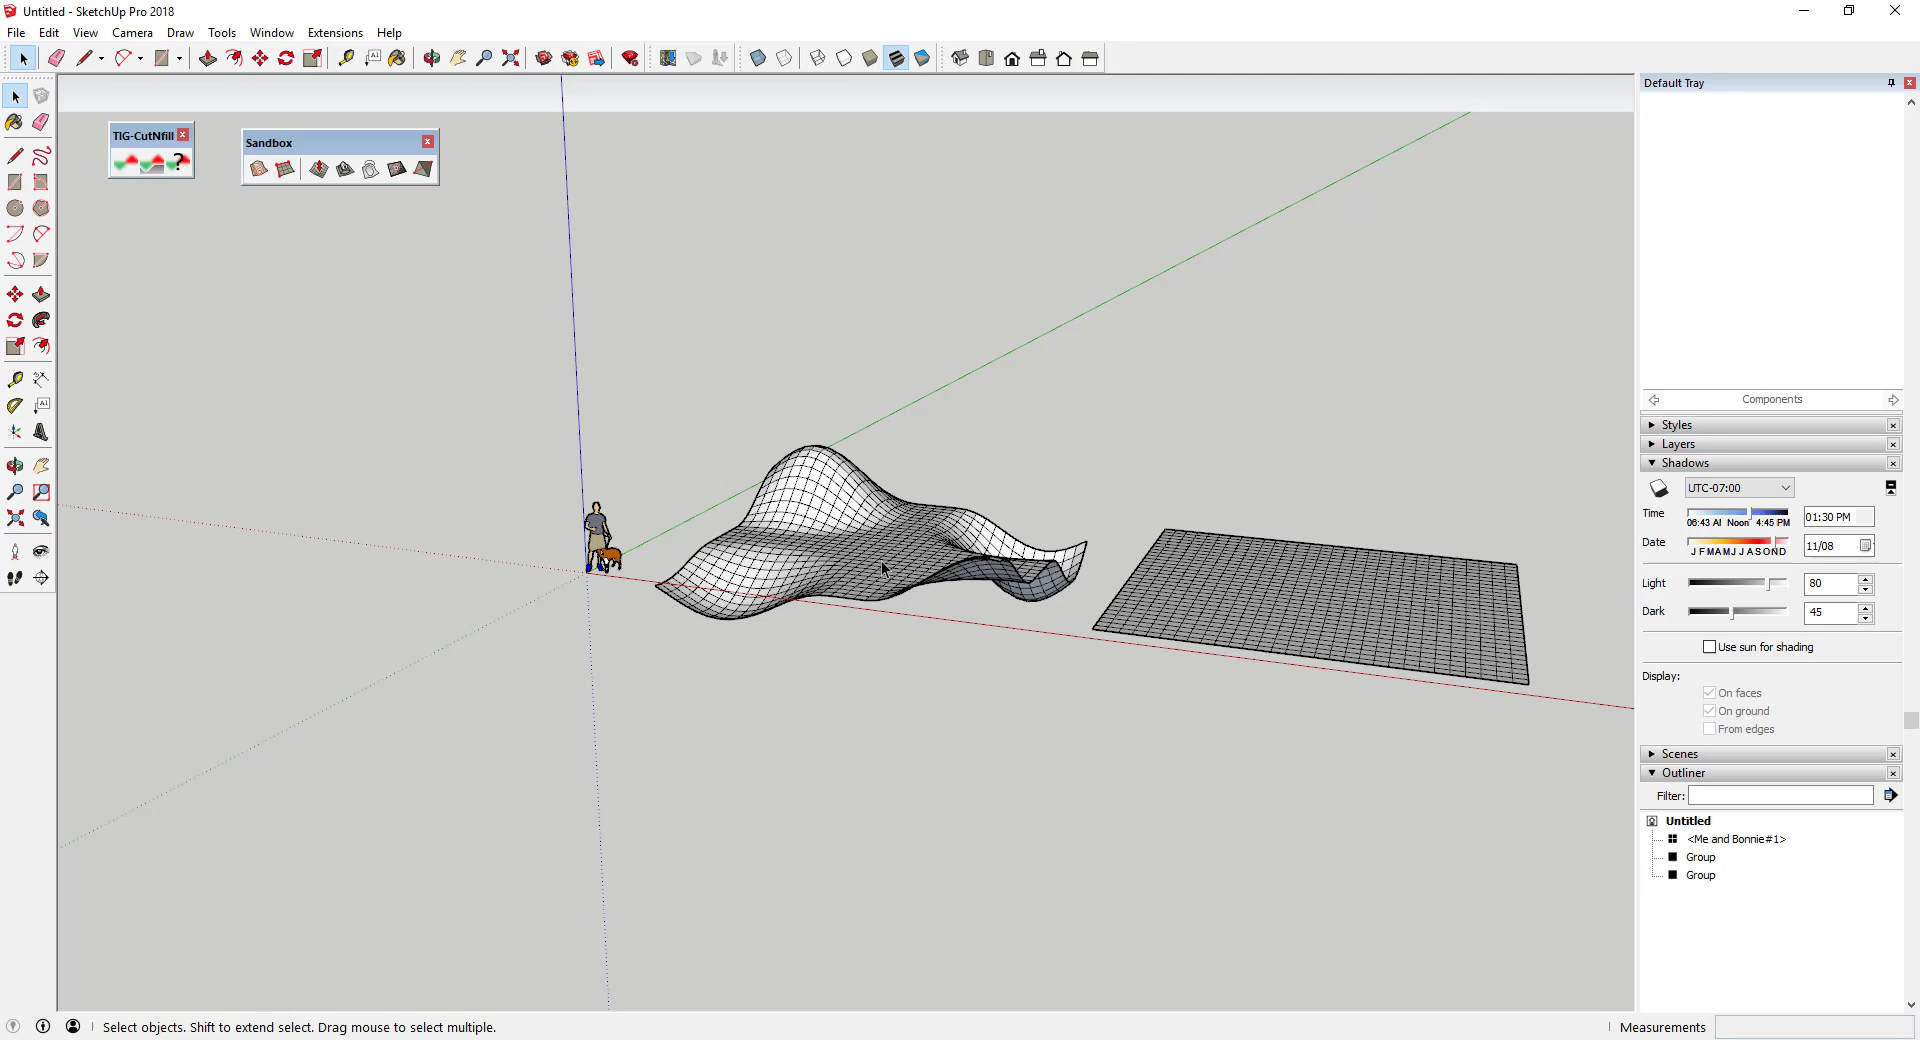 Untitled - SketchUp Pro 2018
File Edit View Camera Draw Tools Window Extensions Help
Default Tray
TIG-CutNfill
Sandbox
?
A1
A1
Components
Styles
Layers
Shadows
UTC-07:00
Time
06:43 AI Noon 4:45 PM
01:30 PM
Date
J F M A M J J A S O N D
11/08
Light
80
Dark
45
Use sun for shading
Display:
On faces
On ground
From edges
Scenes
Outliner
Filter:
Untitled
<Me and Bonnie#1>
Group
Group
Select objects. Shift to extend select. Drag mouse to select multiple.
Measurements